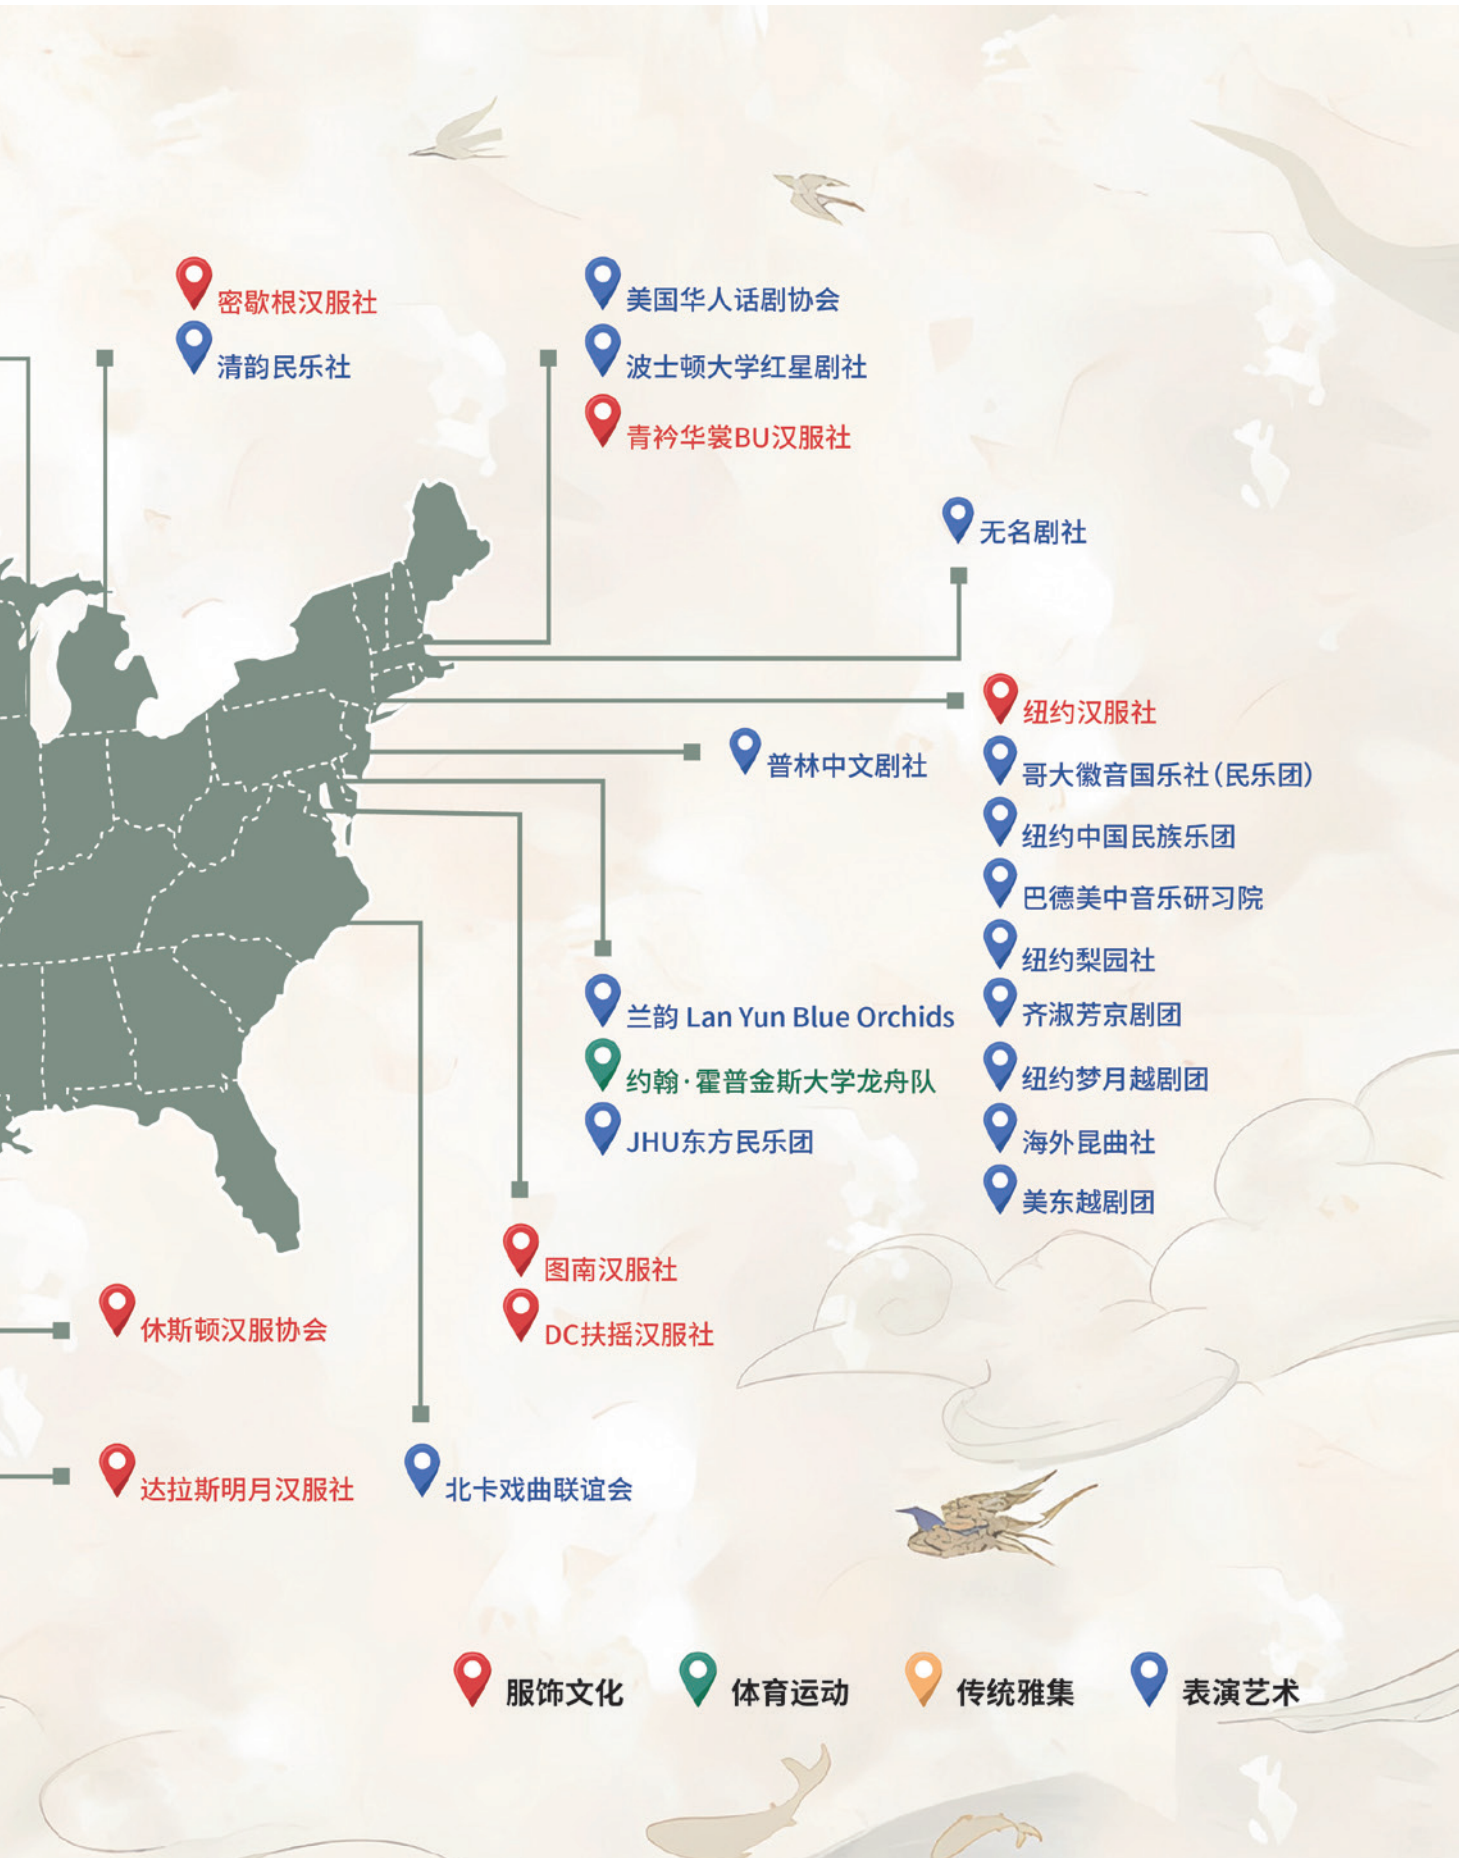 密歇根汉服社
清韵民乐社
美国华人话剧协会
波士顿大学红星剧社
青衿华裳BU汉服社
无名剧社
纽约汉服社
哥大徽音国乐社(民乐团)
纽约中国民族乐团
巴德美中音乐研习院
纽约梨园社
齐淑芳京剧团
纽约梦月越剧团
海外昆曲社
美东越剧团
普林中文剧社
兰韵 Lan Yun Blue Orchids
约翰·霍普金斯大学龙舟队
JHU东方民乐团
图南汉服社
DC扶摇汉服社
休斯顿汉服协会
达拉斯明月汉服社
北卡戏曲联谊会
服饰文化
体育运动
传统雅集
表演艺术